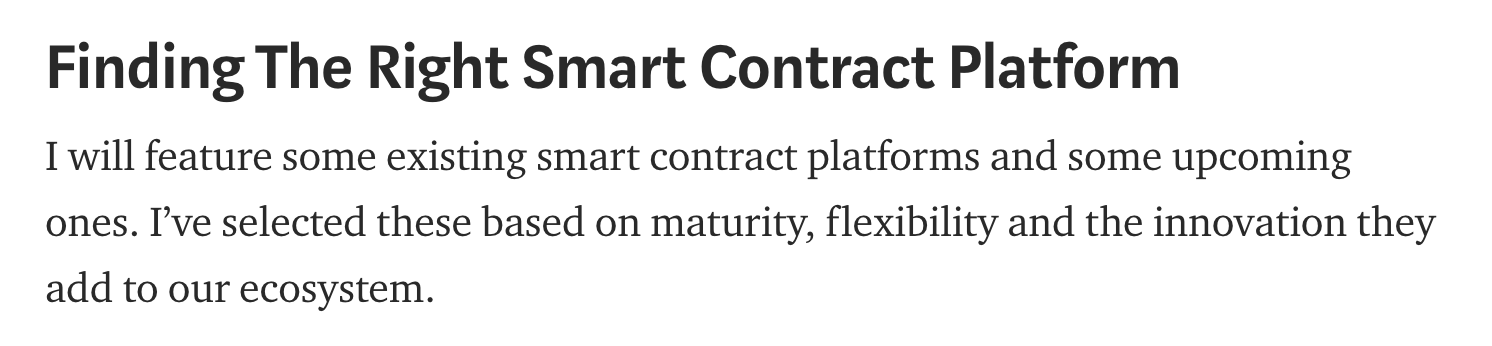 Finding The Right Smart Contract Platform
I will feature some existing smart contract platforms and some upcoming
ones. I’ve selected these based on maturity, flexibility and the innovation they
add to our ecosystem.